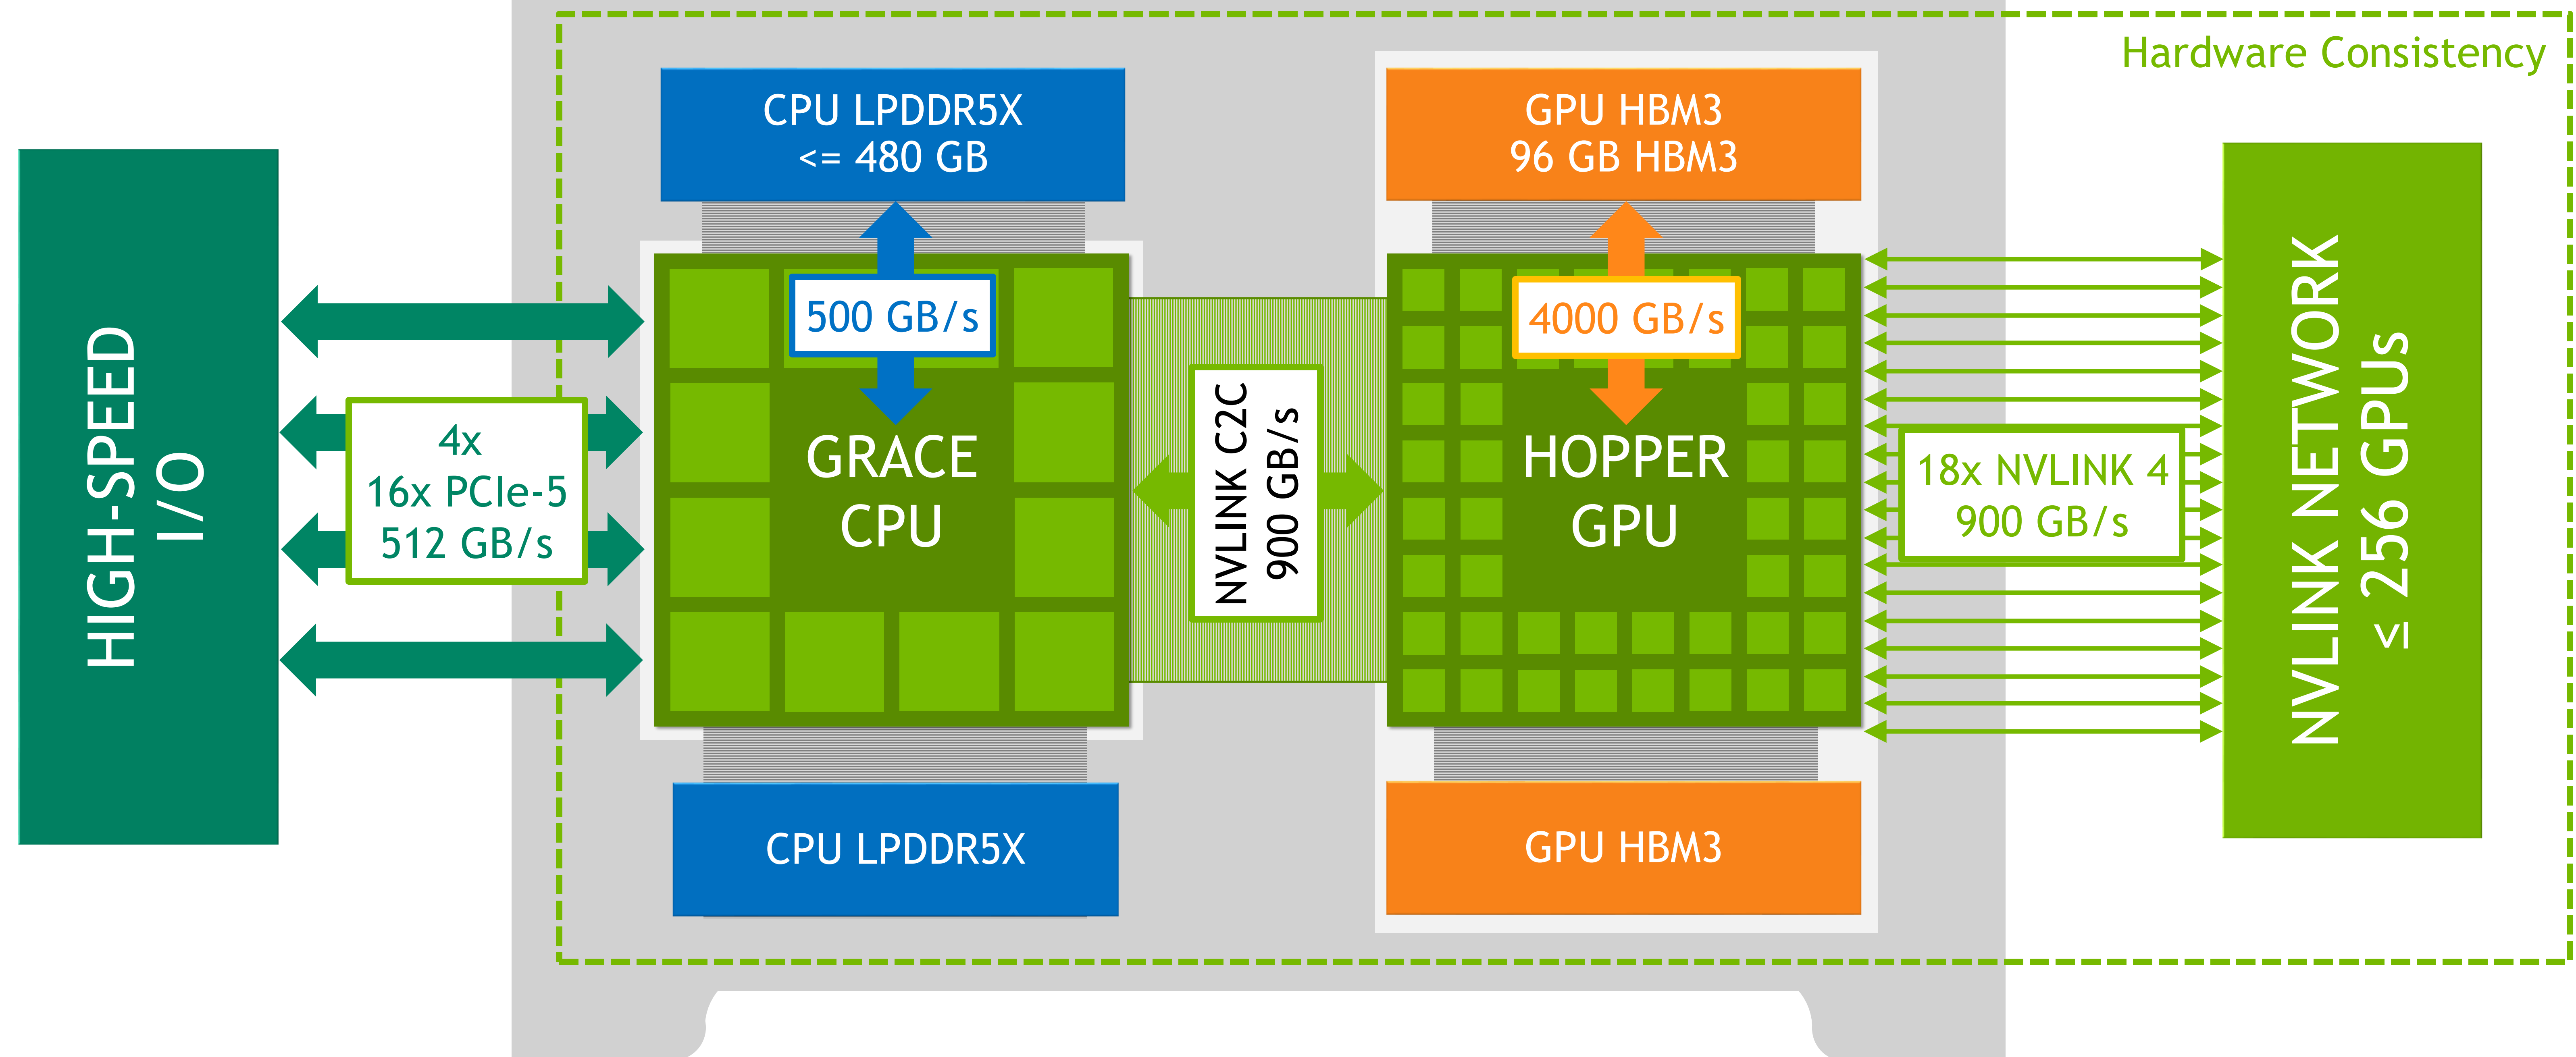 Hardware Consistency
CPU LPDDR5X
<= 480 GB
GPU HBM3
96 GB HBM3
500 GB/s
4000 GB/s
HIGH-SPEED
I/O
4x
16x PCIe-5
512 GB/s
GRACE
CPU
NVLINK C2C
900 GB/s
HOPPER
GPU
18x NVLINK 4
900 GB/s
NVLINK NETWORK
≤ 256 GPUs
CPU LPDDR5X
GPU HBM3